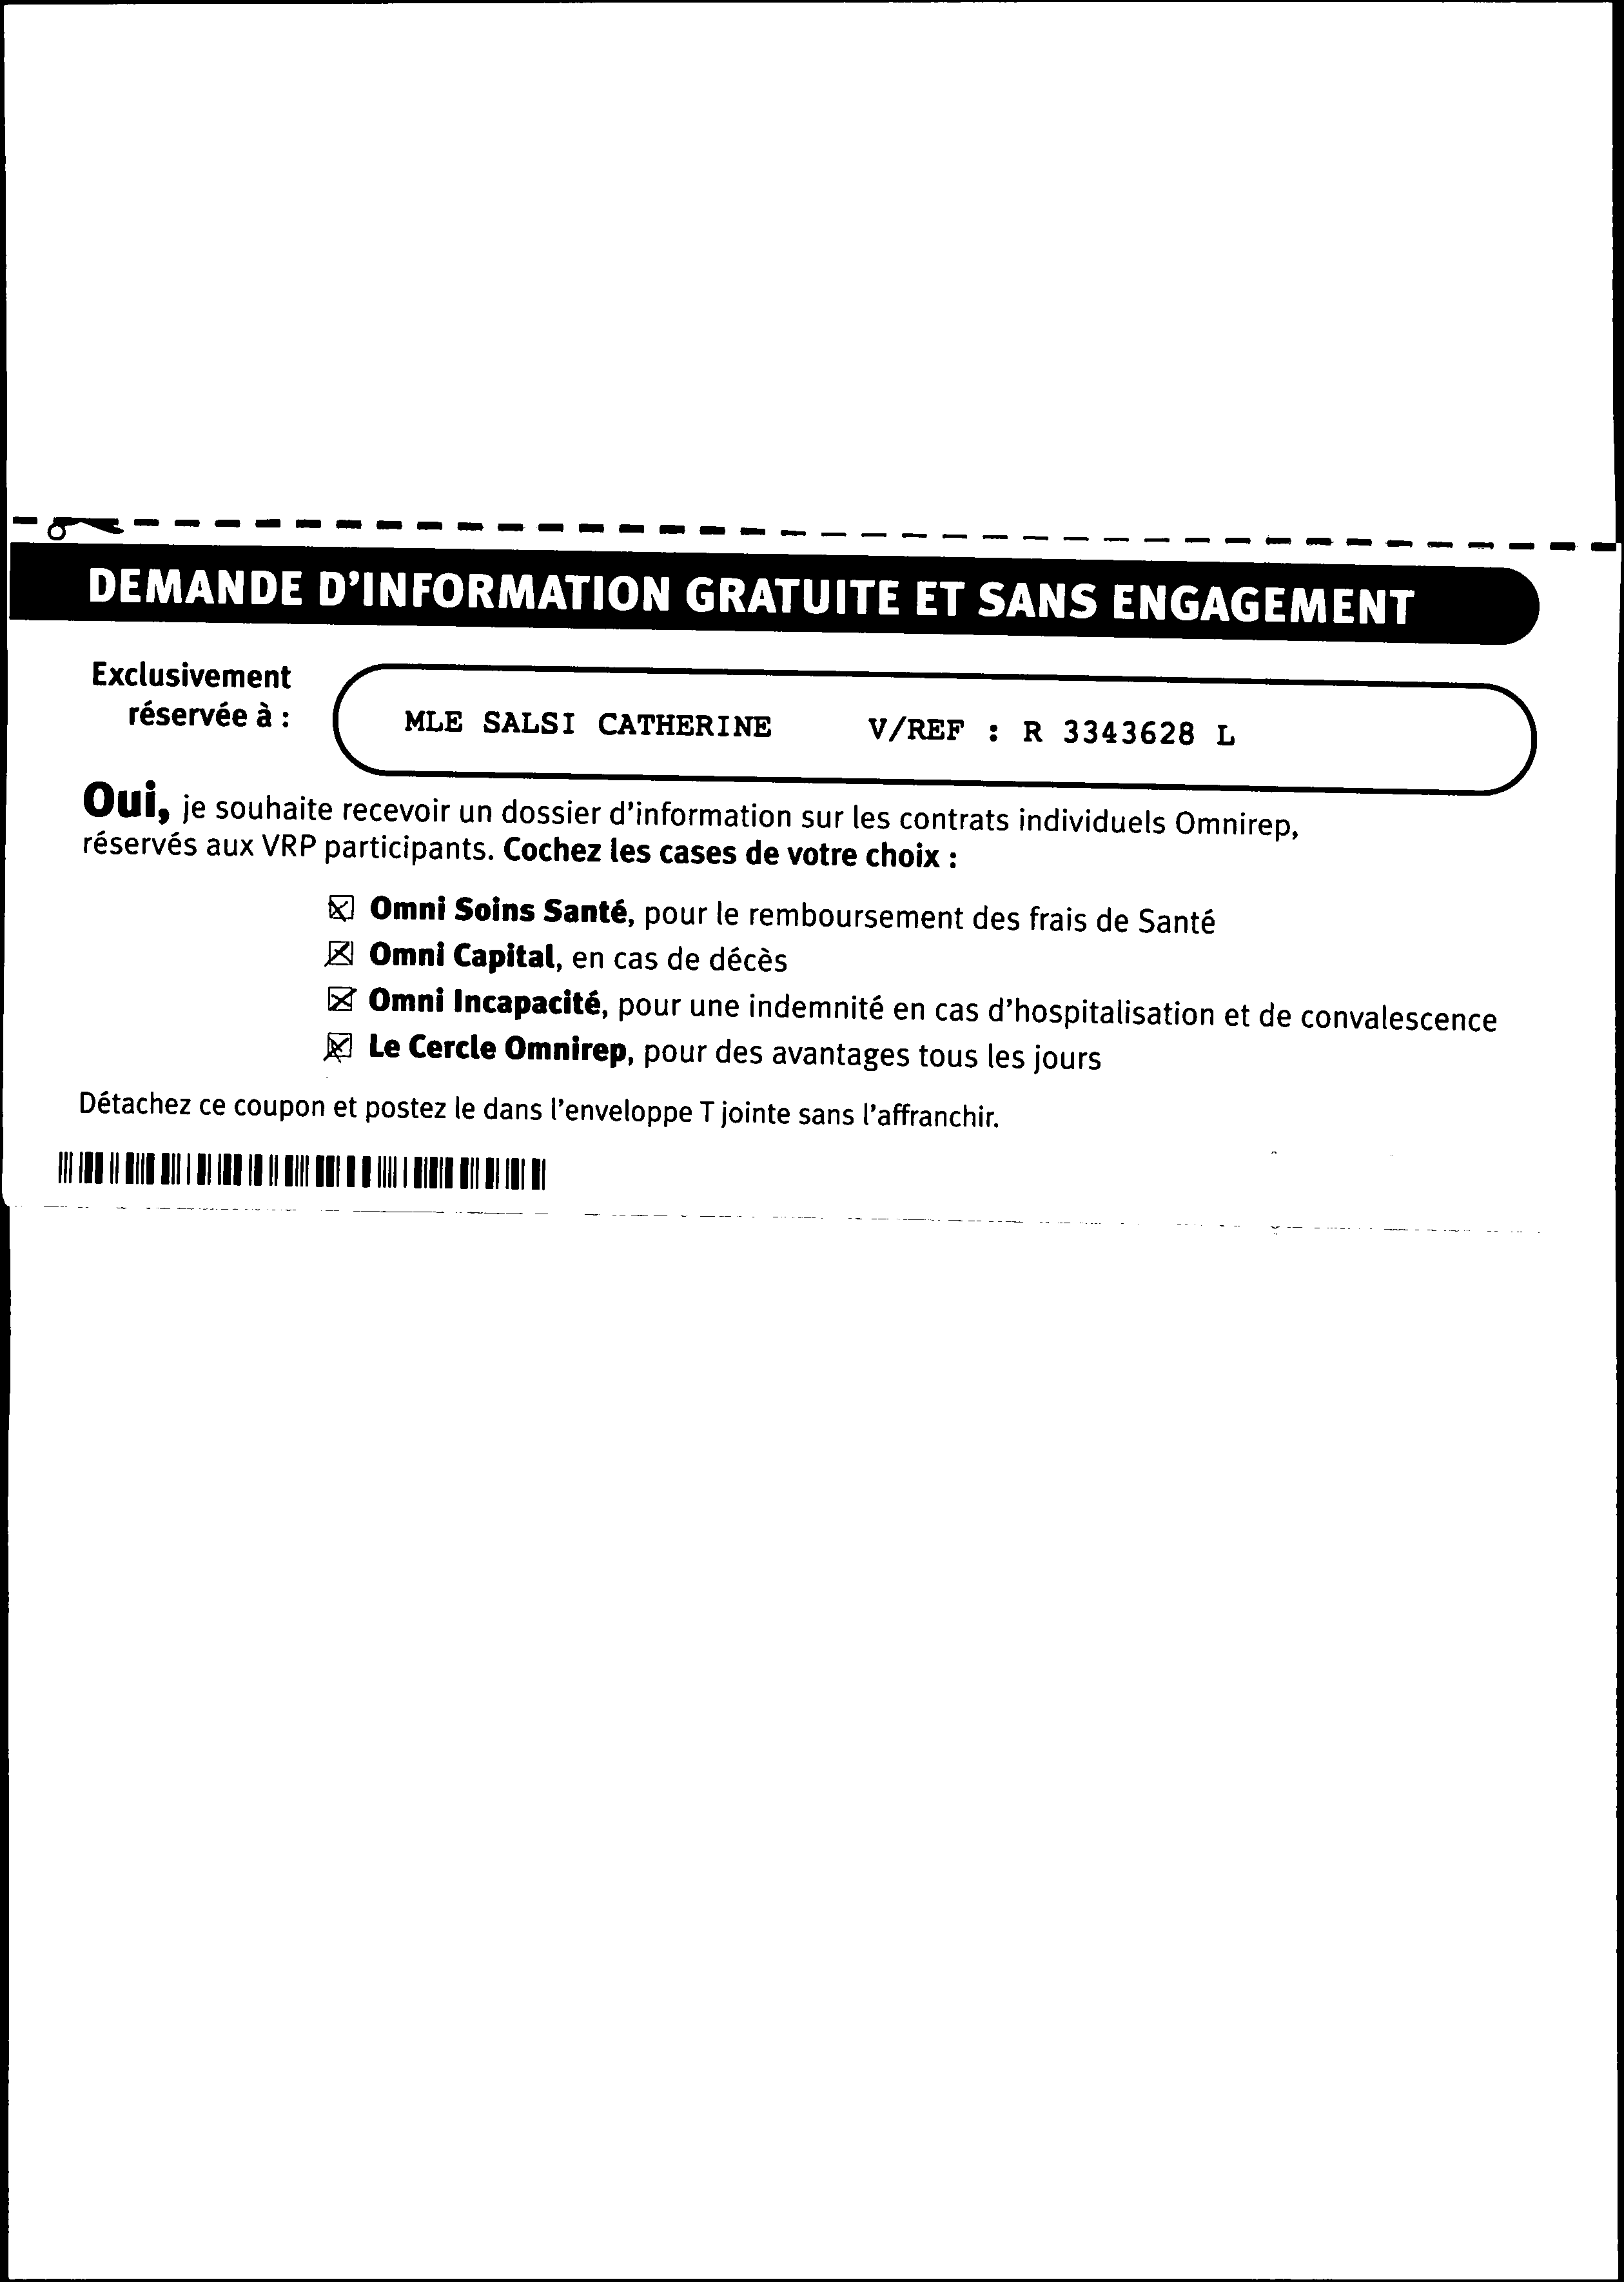 DEMANDE D'INFORMATION GRATUITE ET SANS ENGAGEMENT
Exclusivement
réservée à :
MLE SALSI CATHERINE V/REF : R 3343628 L
Oui, je souhaite recevoir un dossier d'information sur les contrats individuels Omnirep,
réservés aux VRP participants. Cochez les cases de votre choix :
☒ Omni Soins Santé, pour le remboursement des frais de Santé
☒ Omni Capital, en cas de décès
☒ Omni Incapacité, pour une indemnité en cas d'hospitalisation et de convalescence
☒ Le Cercle Omnirep, pour des avantages tous les jours
Détachez ce coupon et postez le dans l'enveloppe T jointe sans l'affranchir.